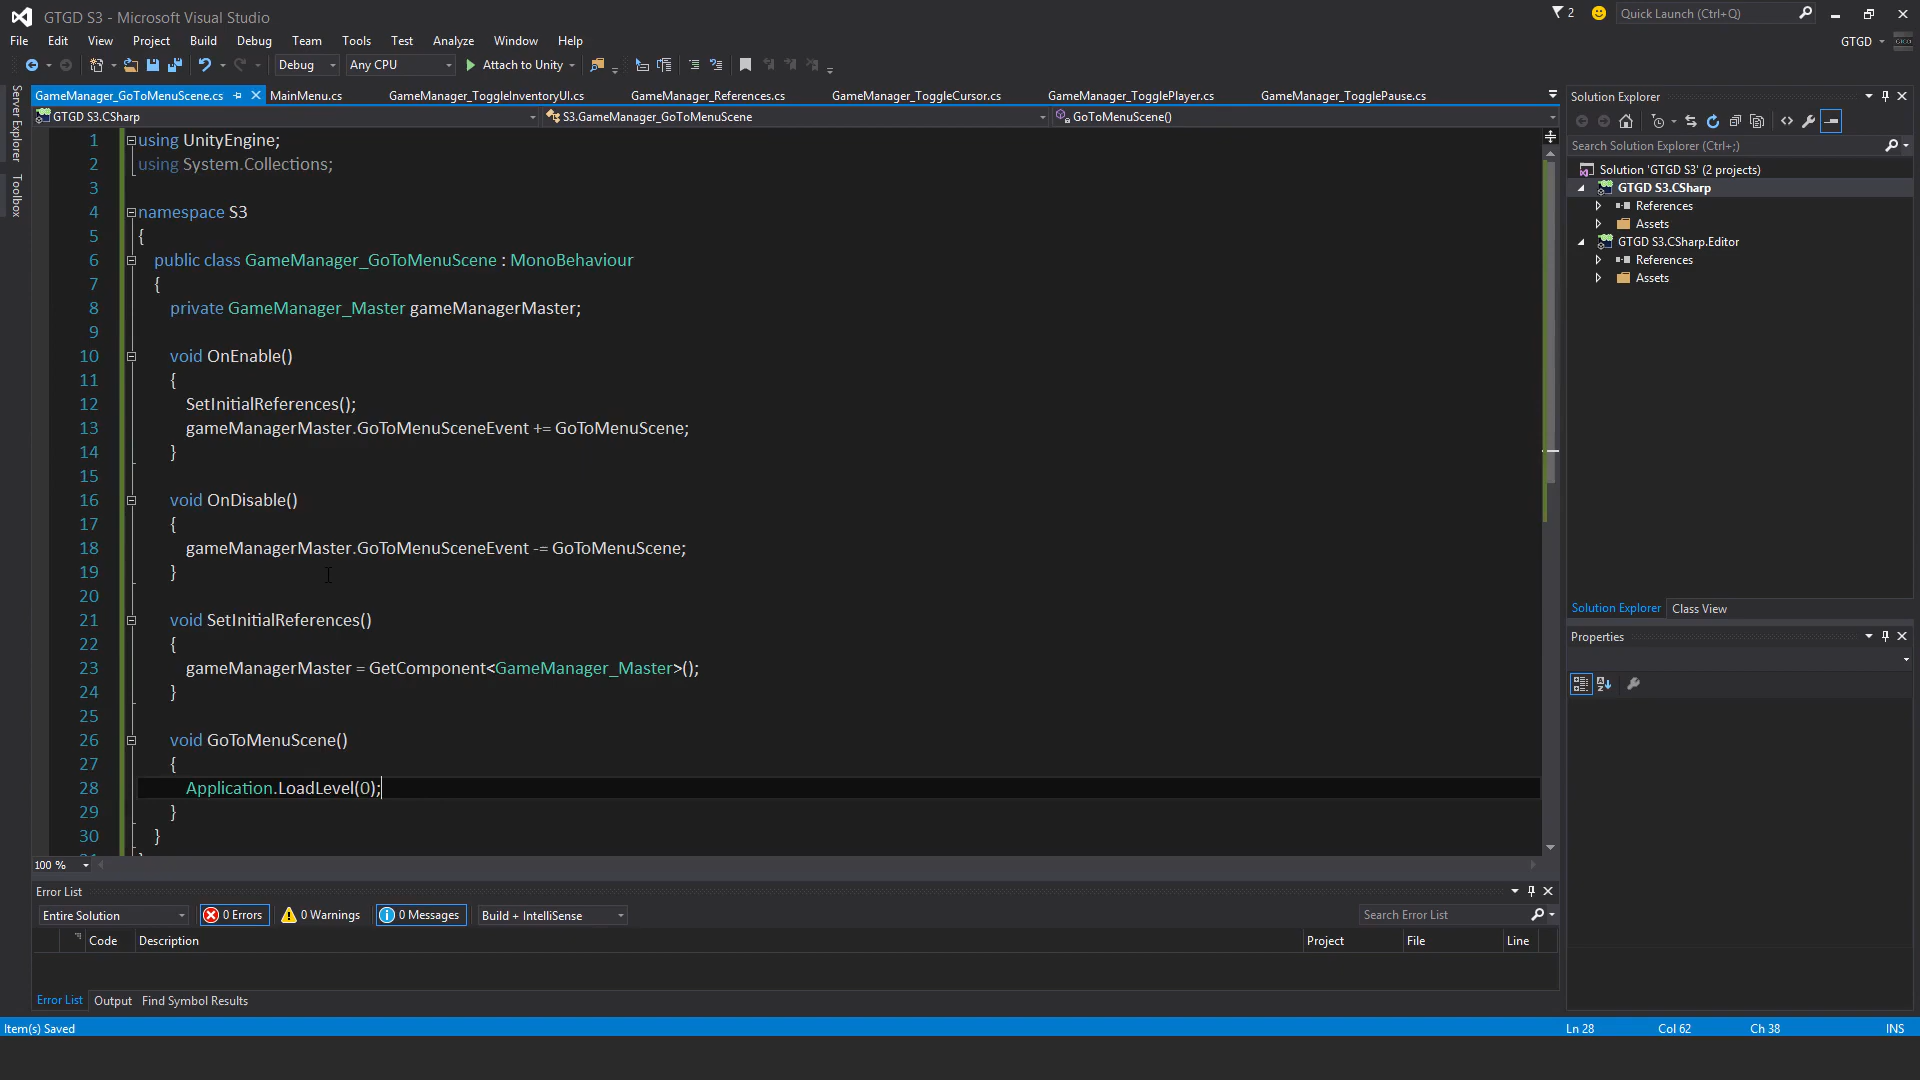 GTGD S3 - Microsoft Visual Studio
2
Quick Launch (Ctrl+Q)
File Edit View Project Build Debug Team Tools Test Analyze Window Help
GTGD
Debug Any CPU Attach to Unity
GameManager_GoToMenuScene.cs MainMenu.cs GameManager_ToggleInventoryUI.cs GameManager_References.cs GameManager_ToggleCursor.cs GameManager_TogglePlayer.cs GameManager_TogglePause.cs
GTGD S3.CSharp S3.GameManager_GoToMenuScene GoToMenuScene()
Server Explorer
Toolbox
1 using UnityEngine;
2 using System.Collections;
3
4 namespace S3
5 {
6 public class GameManager_GoToMenuScene : MonoBehaviour
7 {
8 private GameManager_Master gameManagerMaster;
9
10 void OnEnable()
11 {
12 SetInitialReferences();
13 gameManagerMaster.GoToMenuSceneEvent += GoToMenuScene;
14 }
15
16 void OnDisable()
17 {
18 gameManagerMaster.GoToMenuSceneEvent -= GoToMenuScene;
19 }
20
21 void SetInitialReferences()
22 {
23 gameManagerMaster = GetComponent<GameManager_Master>();
24 }
25
26 void GoToMenuScene()
27 {
28 Application.LoadLevel(0);
29 }
30 }
100 %
Solution Explorer
Search Solution Explorer (Ctrl+;)
Solution 'GTGD S3' (2 projects)
GTGD S3.CSharp
References
Assets
GTGD S3.CSharp.Editor
References
Assets
Solution Explorer Class View
Properties
Error List
Entire Solution 0 Errors 0 Warnings 0 Messages Build + IntelliSense Search Error List
Code Description Project File Line
Error List Output Find Symbol Results
Item(s) Saved Ln 28 Col 62 Ch 38 INS